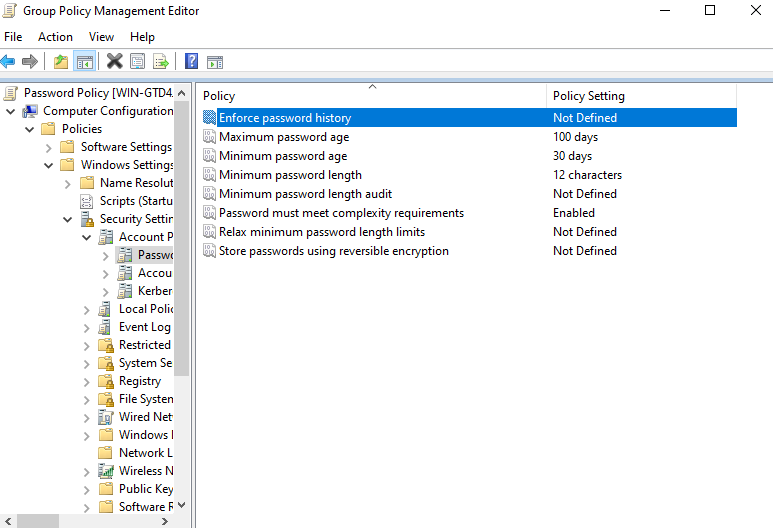 Group Policy Management Editor
File Action View Help
Password Policy [WIN-GTD4
Computer Configuration
Policies
Software Settings
Windows Settings
Name Resolut
Scripts (Startu
Security Settin
Account P
Passwo
Accou
Kerber
Local Polic
Event Log
Restricted
System Se
Registry
File System
Wired Netv
Windows I
Network L
Wireless N
Public Key
Software R
Policy Policy Setting
Enforce password history Not Defined
Maximum password age 100 days
Minimum password age 30 days
Minimum password length 12 characters
Minimum password length audit Not Defined
Password must meet complexity requirements Enabled
Relax minimum password length limits Not Defined
Store passwords using reversible encryption Not Defined